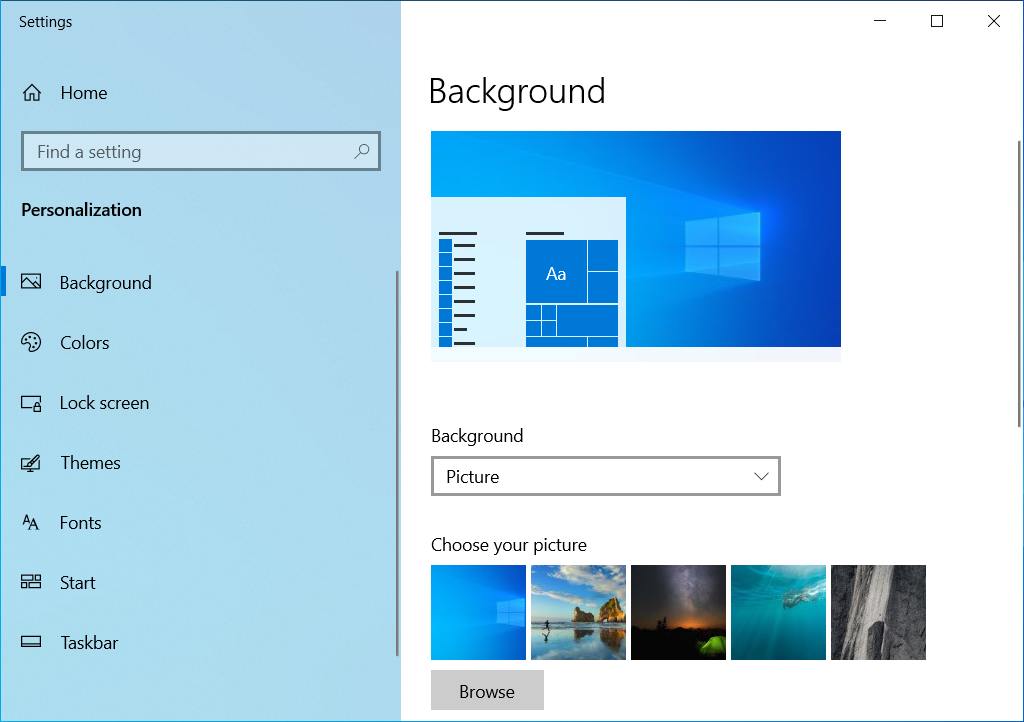 Settings
Home
Find a setting
Personalization
Background
Colors
Lock screen
Themes
Fonts
Start
Taskbar
Background
Aa
Background
Picture
Choose your picture
Browse